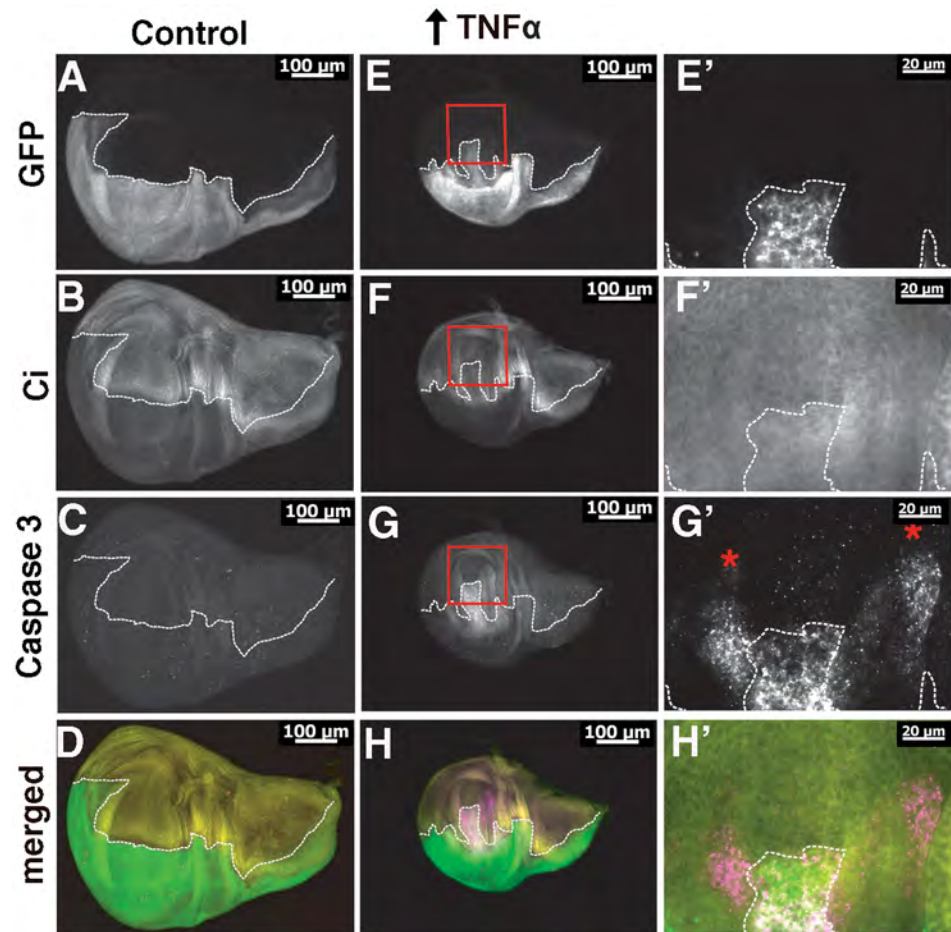 Control
↑ TNFα
GFP
A
100 µm
E
100 µm
E'
20 µm
Ci
B
100 µm
F
100 µm
F'
20 µm
Caspase 3
C
100 µm
G
100 µm
G'
20 µm
*
*
merged
D
100 µm
H
100 µm
H'
20 µm